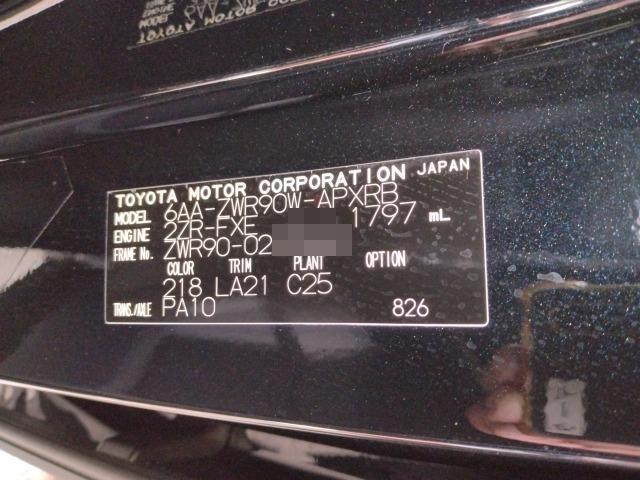 TOYOTA MOTOR CORPORATION JAPAN
MODEL 6AA-ZWR90W-APXRB
ENGINE 2ZR-FXE 1797 mL
FRAME No. ZWR90-02
COLOR TRIM PLANT OPTION
218 LA21 C25
TRANS./AXLE PA10 826